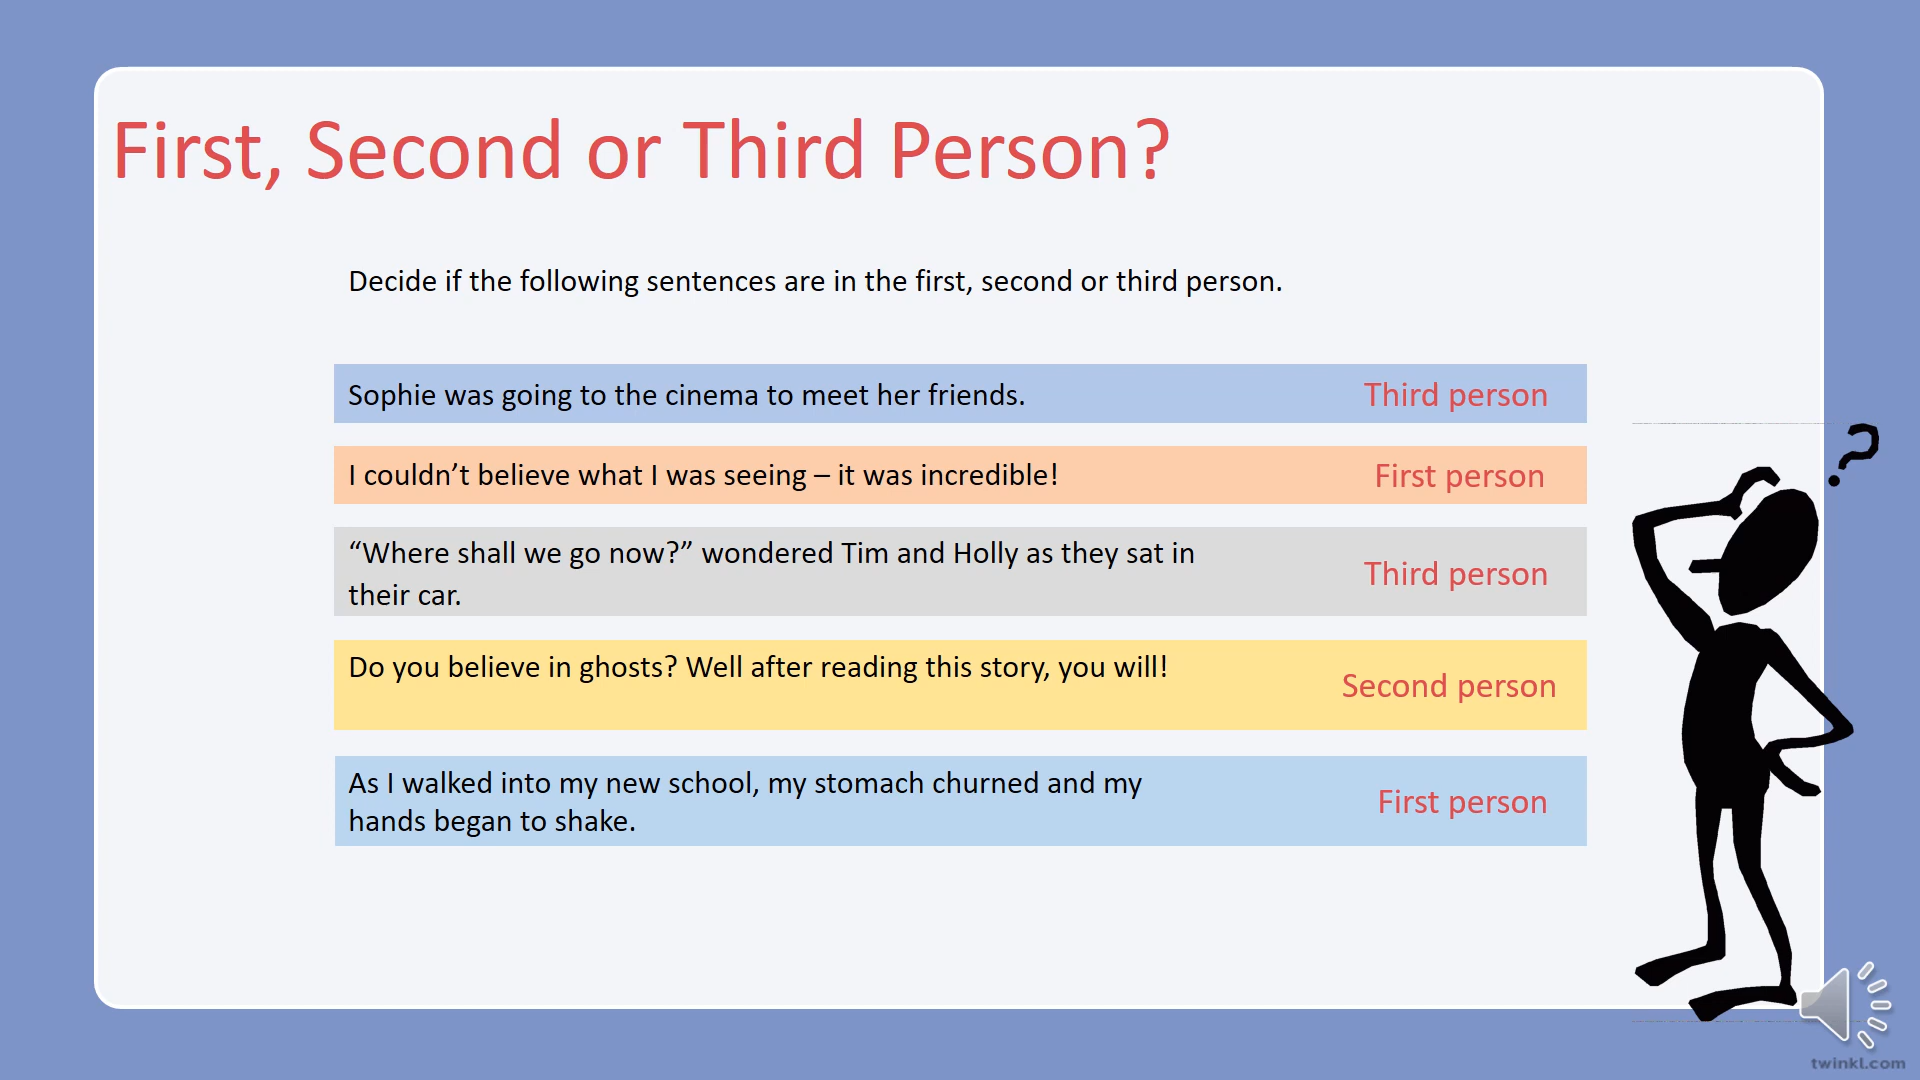 First, Second or Third Person?
Decide if the following sentences are in the first, second or third person.
Sophie was going to the cinema to meet her friends.
Third person
I couldn’t believe what I was seeing – it was incredible!
First person
“Where shall we go now?” wondered Tim and Holly as they sat in
their car.
Third person
Do you believe in ghosts? Well after reading this story, you will!
Second person
As I walked into my new school, my stomach churned and my
hands began to shake.
First person
?
twinkl.com